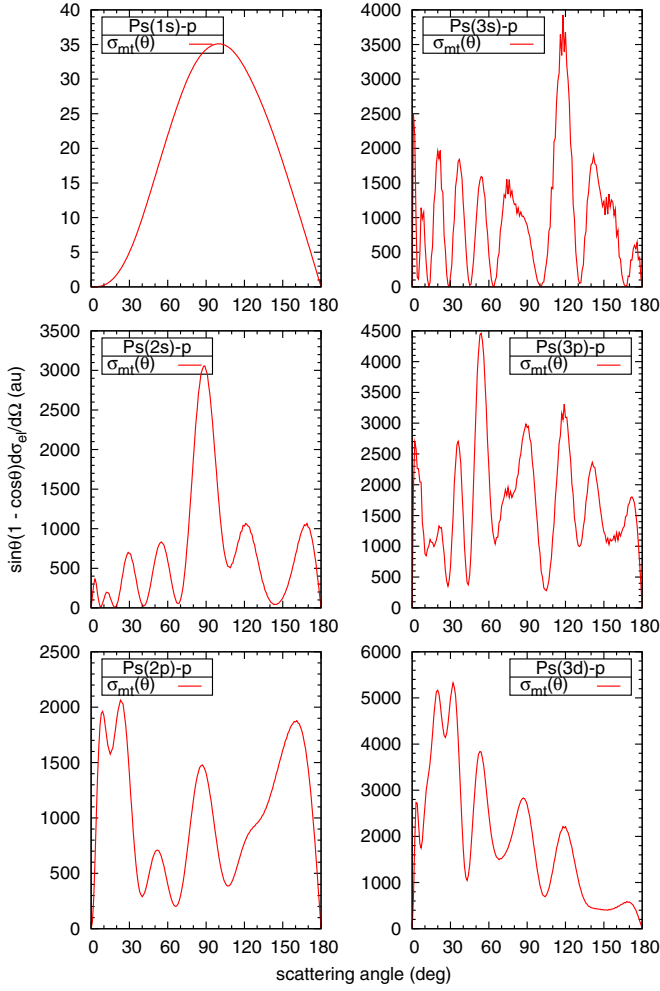 Ps(1s)-p
σmt(θ)
40
35
30
25
20
15
10
5
0
0 30 60 90 120 150 180
Ps(3s)-p
σmt(θ)
4000
3500
3000
2500
2000
1500
1000
500
0
0 30 60 90 120 150 180
sinθ(1 - cosθ)dσel/dΩ (au)
Ps(2s)-p
σmt(θ)
3500
3000
2500
2000
1500
1000
500
0
0 30 60 90 120 150 180
Ps(3p)-p
σmt(θ)
4500
4000
3500
3000
2500
2000
1500
1000
500
0
0 30 60 90 120 150 180
Ps(2p)-p
σmt(θ)
2500
2000
1500
1000
500
0
0 30 60 90 120 150 180
Ps(3d)-p
σmt(θ)
6000
5000
4000
3000
2000
1000
0
0 30 60 90 120 150 180
scattering angle (deg)